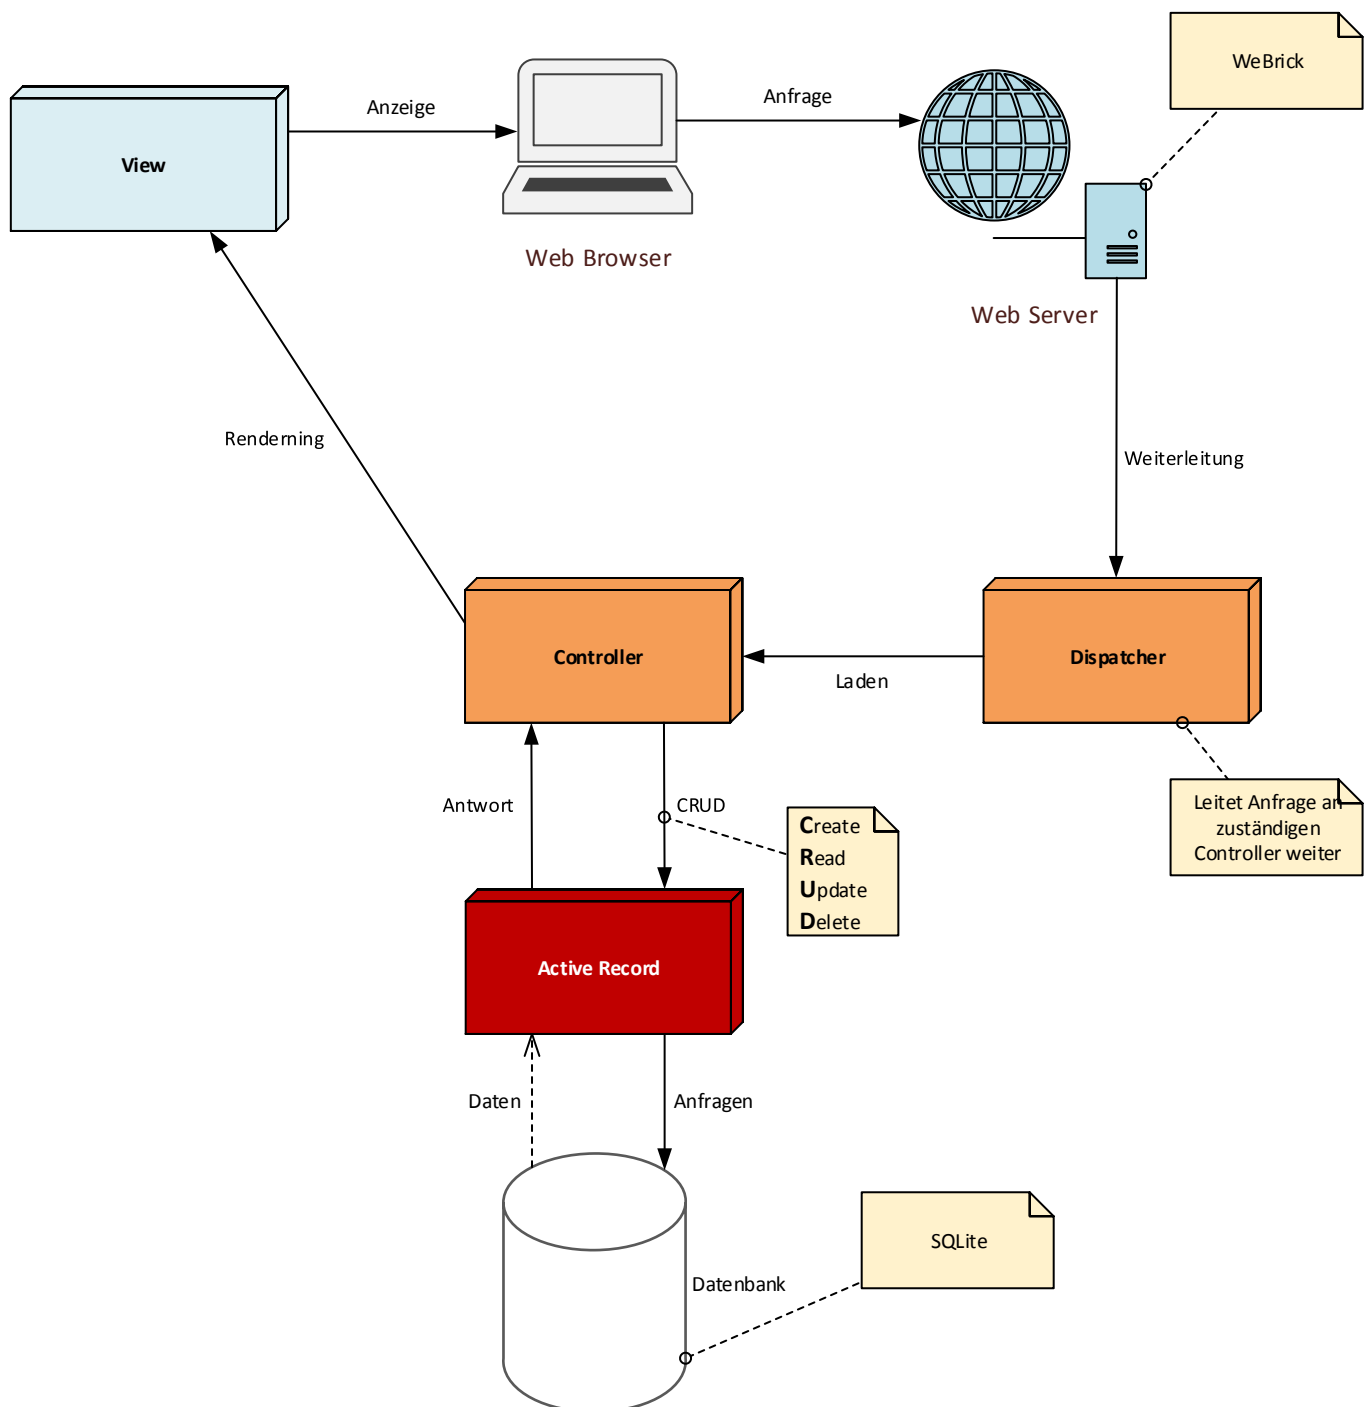 WeBrick
Anzeige
Anfrage
View
Web Browser
Web Server
Renderning
Weiterleitung
Controller
Dispatcher
Laden
Antwort
CRUD
Create
Read
Update
Delete
Leitet Anfrage an
zuständigen
Controller weiter
Active Record
Daten
Anfragen
SQLite
Datenbank